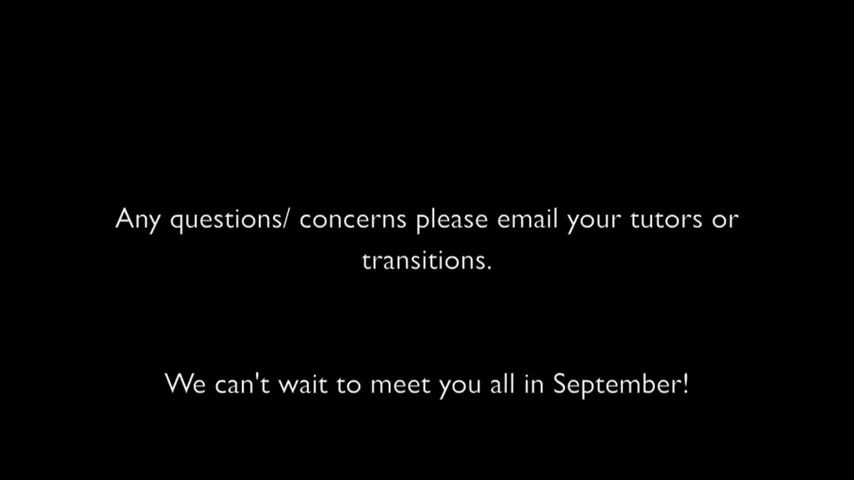 Any questions/ concerns please email your tutors or
transitions.
We can't wait to meet you all in September!